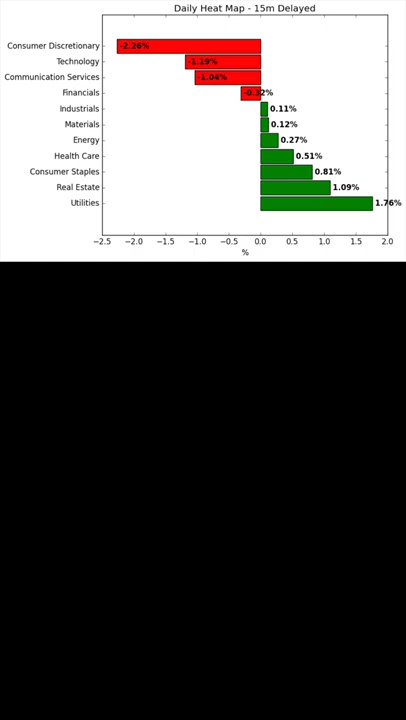 Daily Heat Map - 15m Delayed
Consumer Discretionary -2.26%
Technology -1.19%
Communication Services -1.04%
Financials -0.32%
Industrials 0.11%
Materials 0.12%
Energy 0.27%
Health Care 0.51%
Consumer Staples 0.81%
Real Estate 1.09%
Utilities 1.76%
−2.5 −2.0 −1.5 −1.0 −0.5 0.0 0.5 1.0 1.5 2.0
%